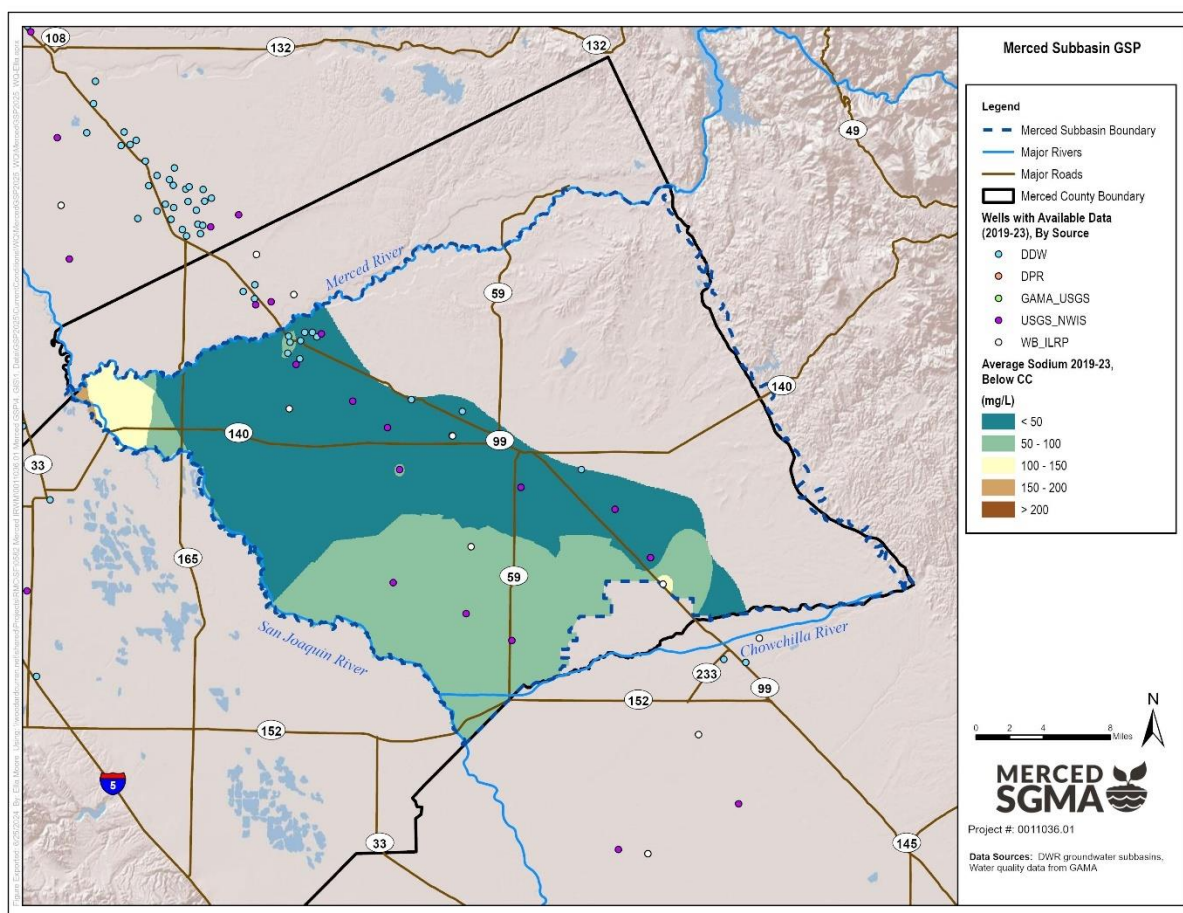 108
132
132
49
Merced River
59
140
99
140
33
165
59
San Joaquin River
Chowchilla River
233
99
152
152
5
33
145
Merced Subbasin GSP
Legend
Merced Subbasin Boundary
Major Rivers
Major Roads
Merced County Boundary
Wells with Available Data
(2019-23), By Source
DDW
DPR
GAMA_USGS
USGS_NWIS
WB_ILRP
Average Sodium 2019-23,
Below CC
(mg/L)
< 50
50 - 100
100 - 150
150 - 200
> 200
N
0 2 4 8
Miles
MERCED
SGMA
Project #: 0011036.01
Data Sources: DWR groundwater subbasins,
Water quality data from GAMA